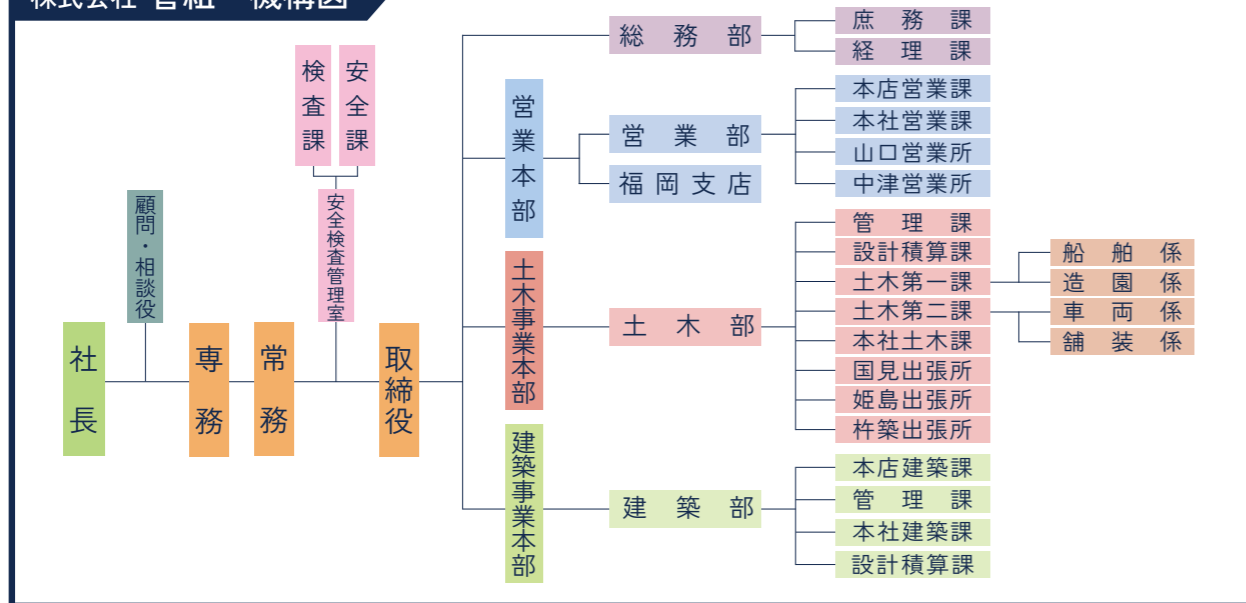 株式会社 菅組 機構図
社長
顧問・相談役
専務
常務
検査課
安全課
安全検査管理室
取締役
総務部
庶務課
経理課
営業本部
営業部
福岡支店
本店営業課
本社営業課
山口営業所
中津営業所
土木事業本部
土木部
管理課
設計積算課
土木第一課
土木第二課
本社土木課
国見出張所
姫島出張所
杵築出張所
船舶係
造園係
車両係
舗装係
建築事業本部
建築部
本店建築課
管理課
本社建築課
設計積算課